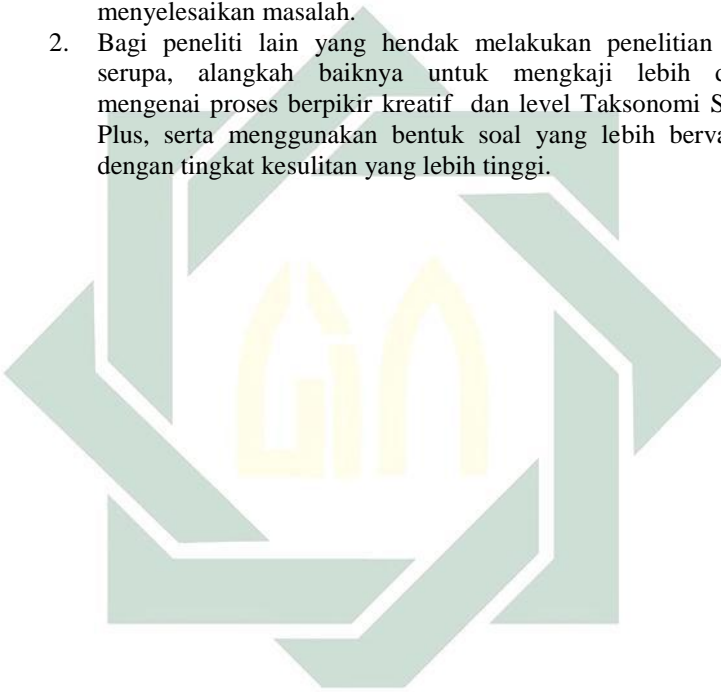 menyelesaikan masalah.
2. Bagi peneliti lain yang hendak melakukan penelitian
serupa, alangkah baiknya untuk mengkaji lebih
mengenai proses berpikir kreatif dan level Taksonomi
Plus, serta menggunakan bentuk soal yang lebih
dengan tingkat kesulitan yang lebih tinggi.